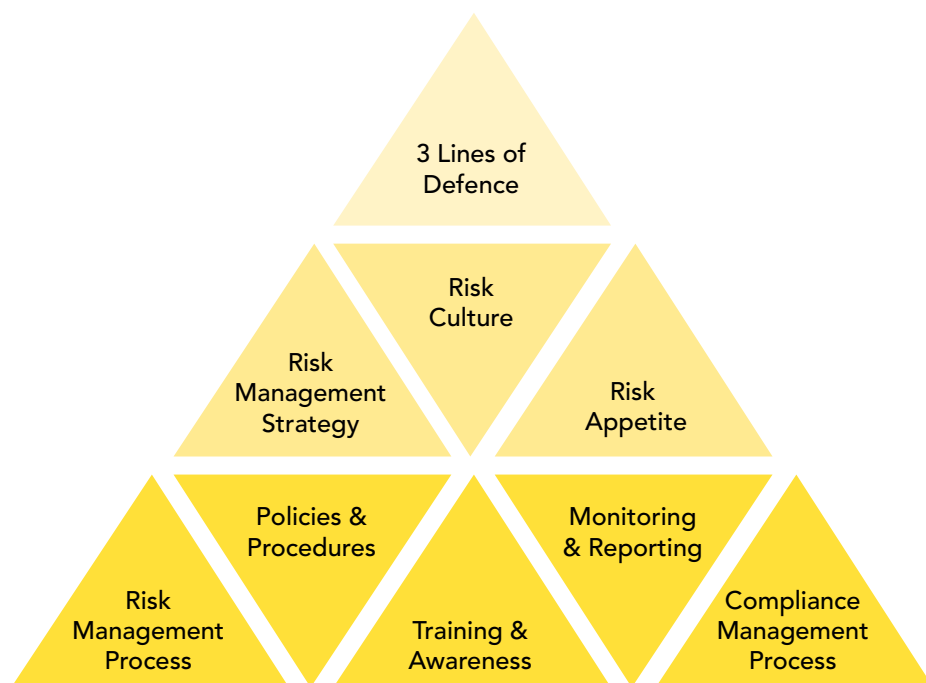 3 Lines of
Defence
Risk
Culture
Risk
Management
Strategy
Risk
Appetite
Policies &
Procedures
Monitoring
& Reporting
Risk
Management
Process
Training &
Awareness
Compliance
Management
Process